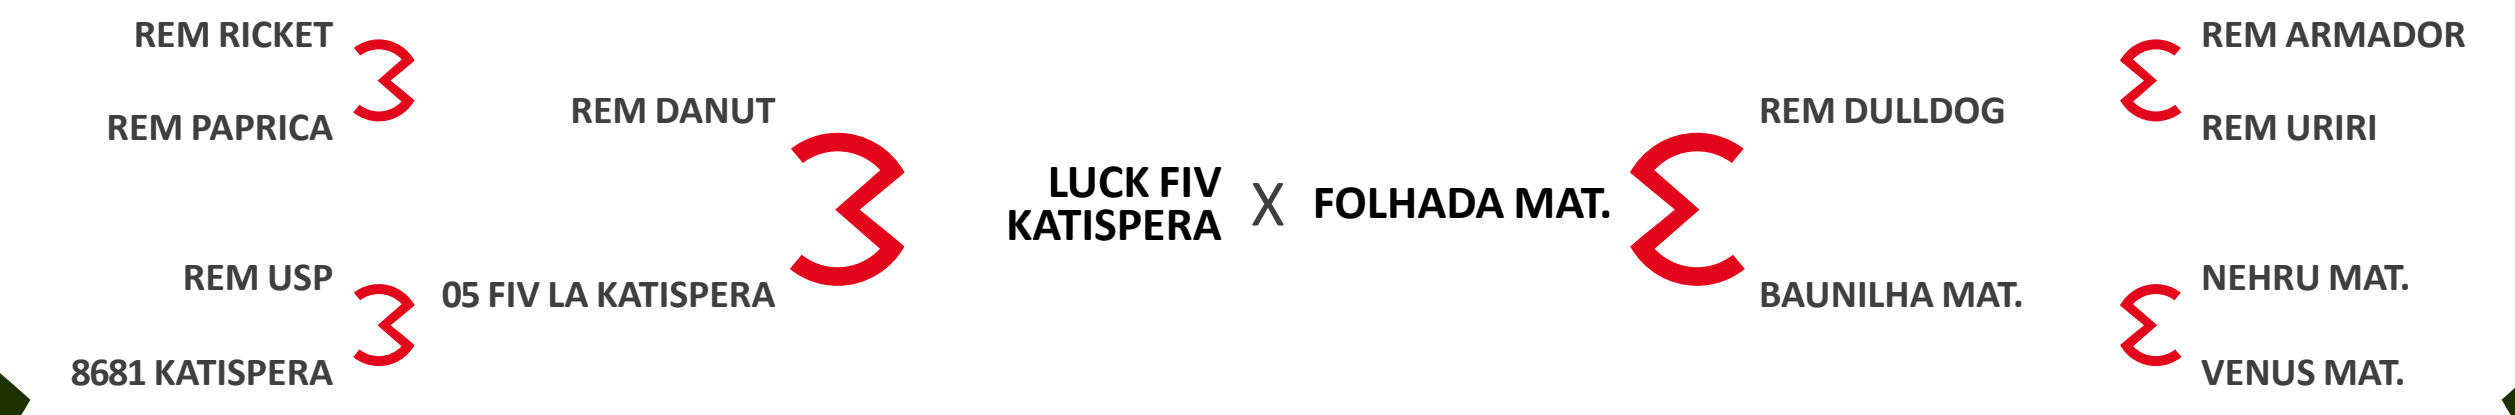 REM RICKET
REM PAPRICA
REM DANUT
REM USP
05 FIV LA KATISPERA
8681 KATISPERA
LUCK FIV
KATISPERA
X
FOLHADA MAT.
REM DULLDOG
BAUNILHA MAT.
REM ARMADOR
REM URIRI
NEHRU MAT.
VENUS MAT.